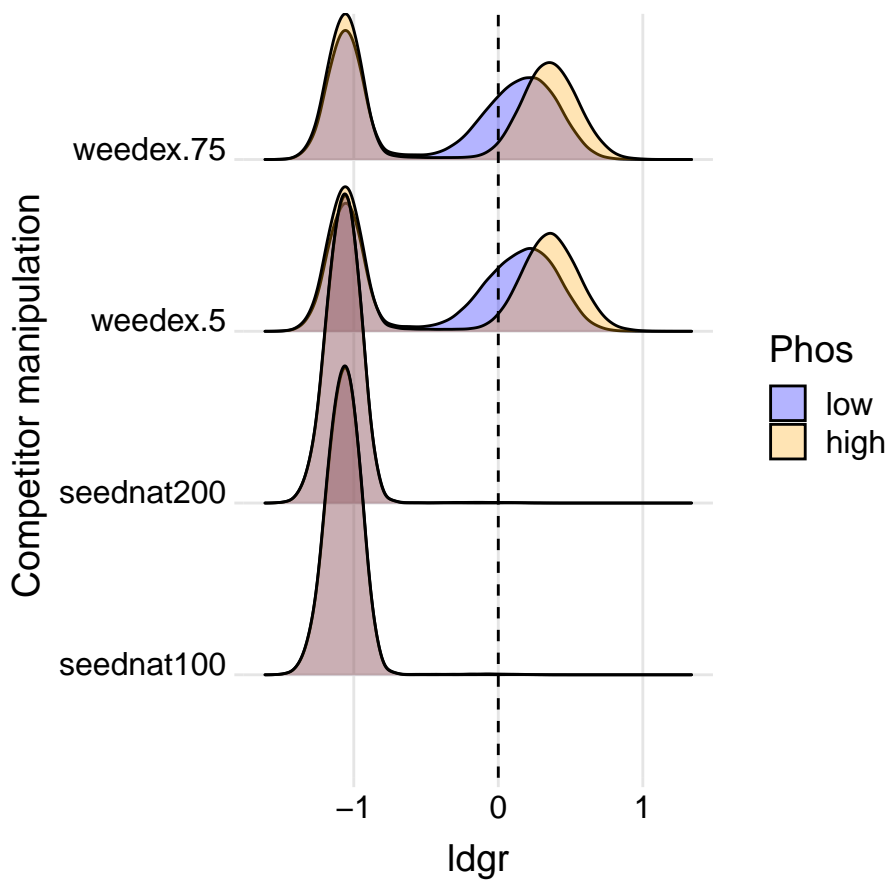 Competitor manipulation
weedex.75
weedex.5
seednat200
seednat100
−1 0 1
ldgr
Phos
low
high